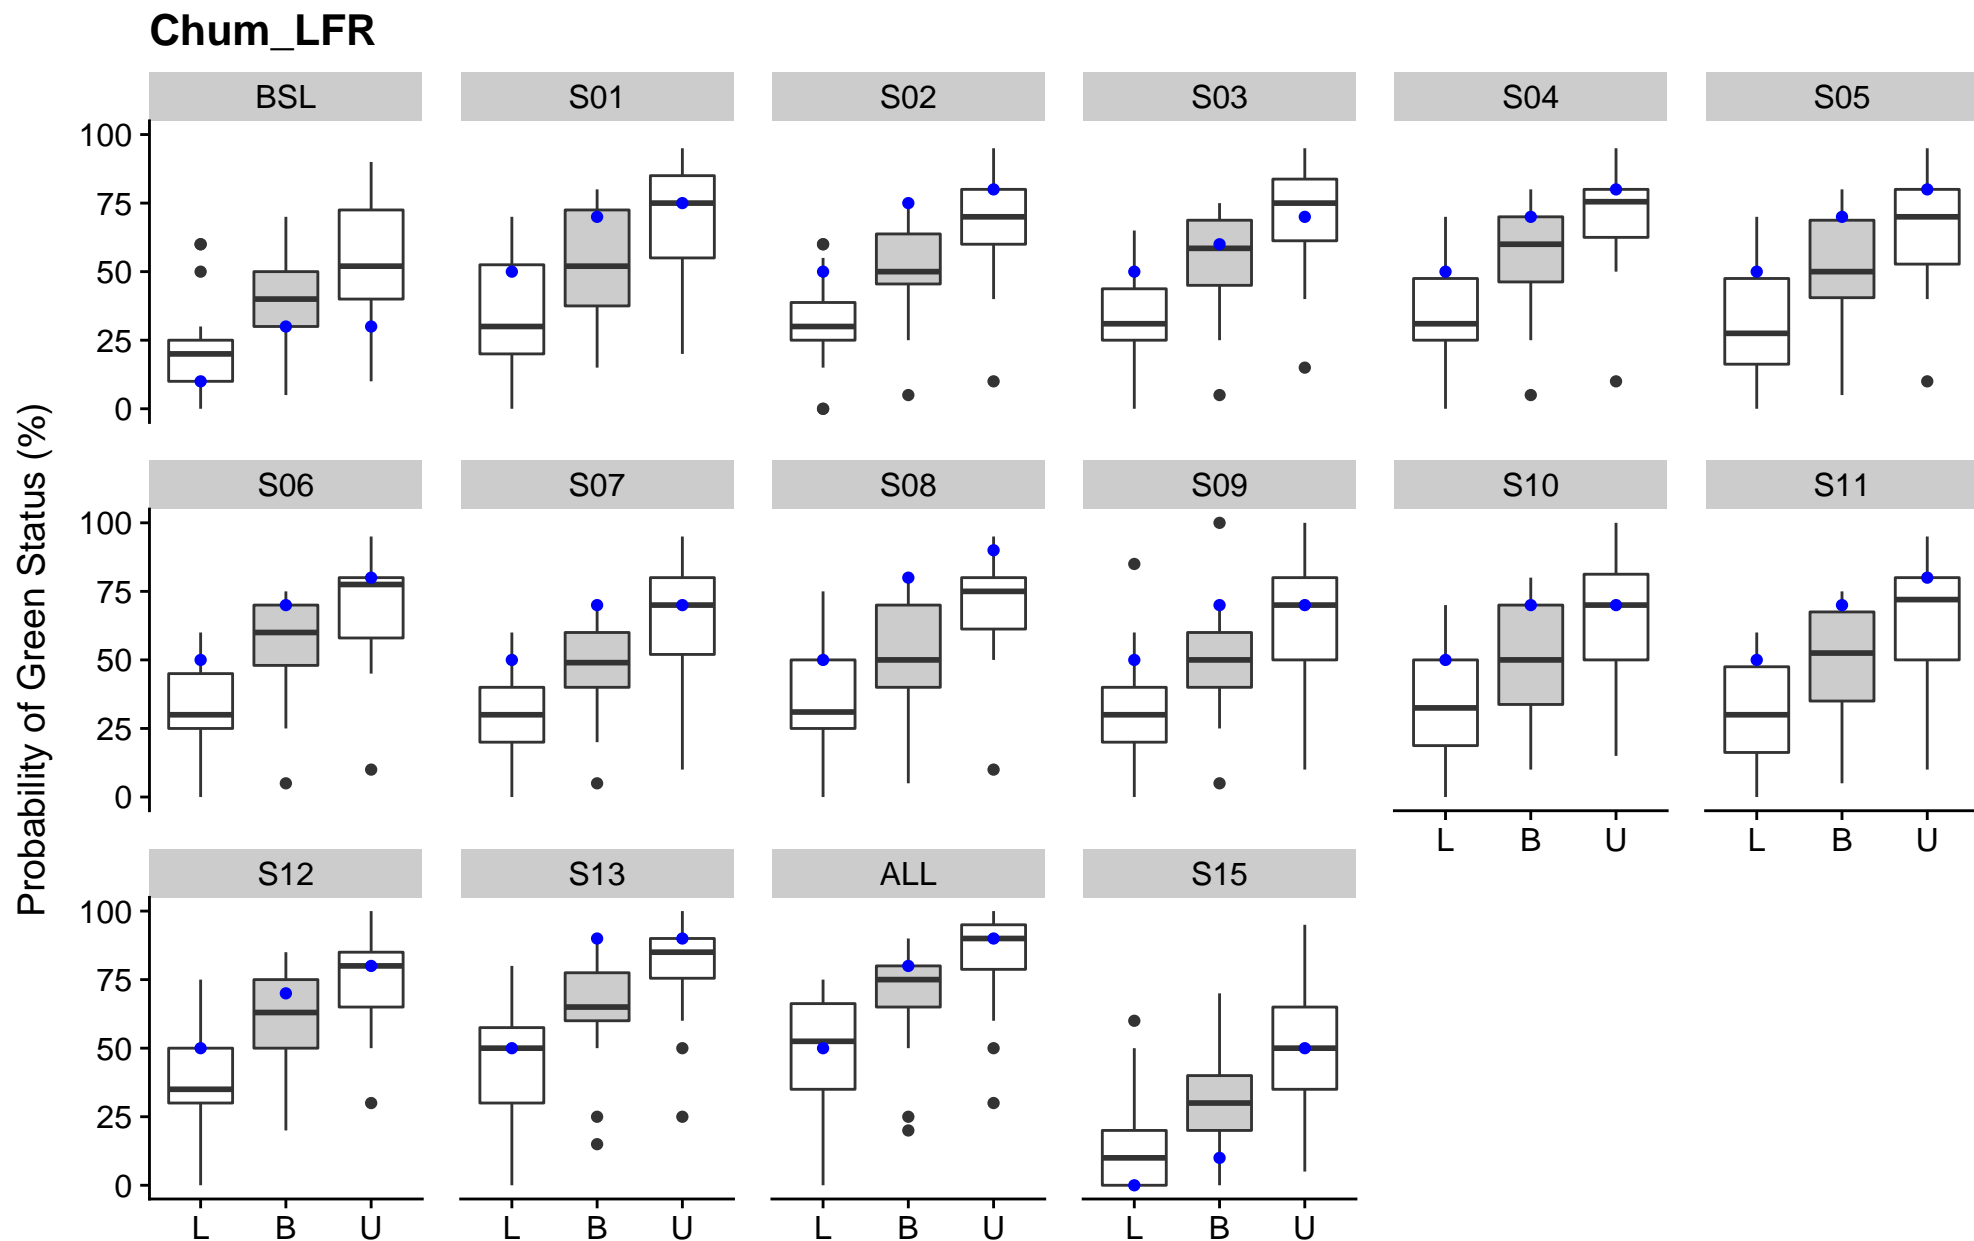 Chum_LFR
BSL S01 S02 S03 S04 S05
100
75
50
25
0
S06 S07 S08 S09 S10 S11
100
75
50
25
0
L B U L B U
S12 S13 ALL S15
100
75
50
25
0
L B U L B U L B U L B U
Probability of Green Status (%)